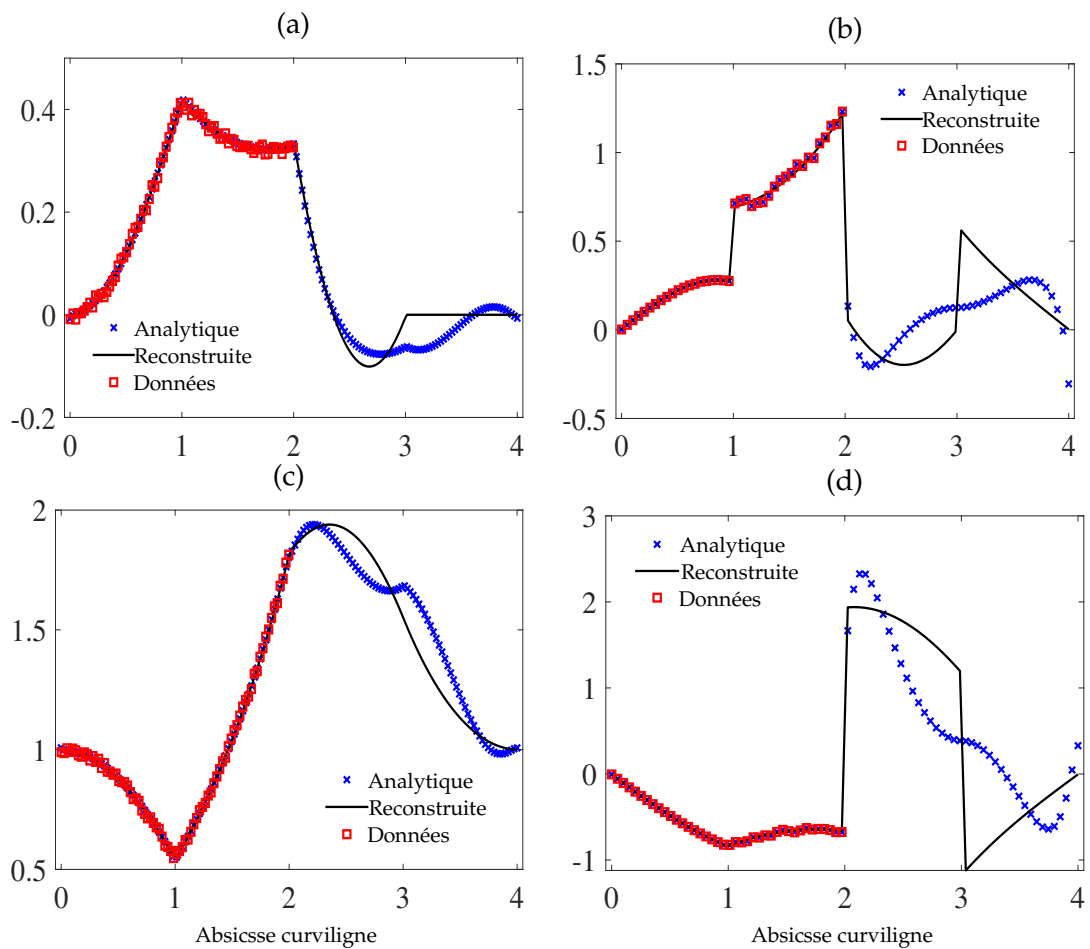 (a)
0.4
0.2
0
-0.2
Analytique
Reconstruite
Données
0
1
2
3
4
(b)
1.5
1
0.5
0
-0.5
Analytique
Reconstruite
Données
0
1
2
3
4
(c)
2
1.5
1
0.5
Analytique
Reconstruite
Données
0
1
2
3
4
Absicsse curviligne
(d)
3
2
1
0
-1
Analytique
Reconstruite
Données
0
1
2
3
4
Absicsse curviligne